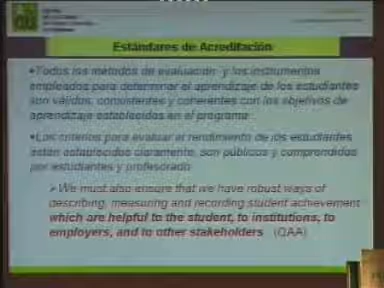 Estándares de Acreditación
•Todos los métodos de evaluación y los instrumentos
empleados para determinar el aprendizaje de los estudiantes
son válidos, consistentes y coherentes con los objetivos de
aprendizaje establecidos en el programa
•Los criterios para evaluar el rendimiento de los estudiantes
están establecidos claramente, son públicos y comprendidos
por estudiantes y profesorado
➢We must also ensure that we have robust ways of
describing, measuring and recording student achievement
which are helpful to the student, to institutions, to
employers, and to other stakeholders (QAA)